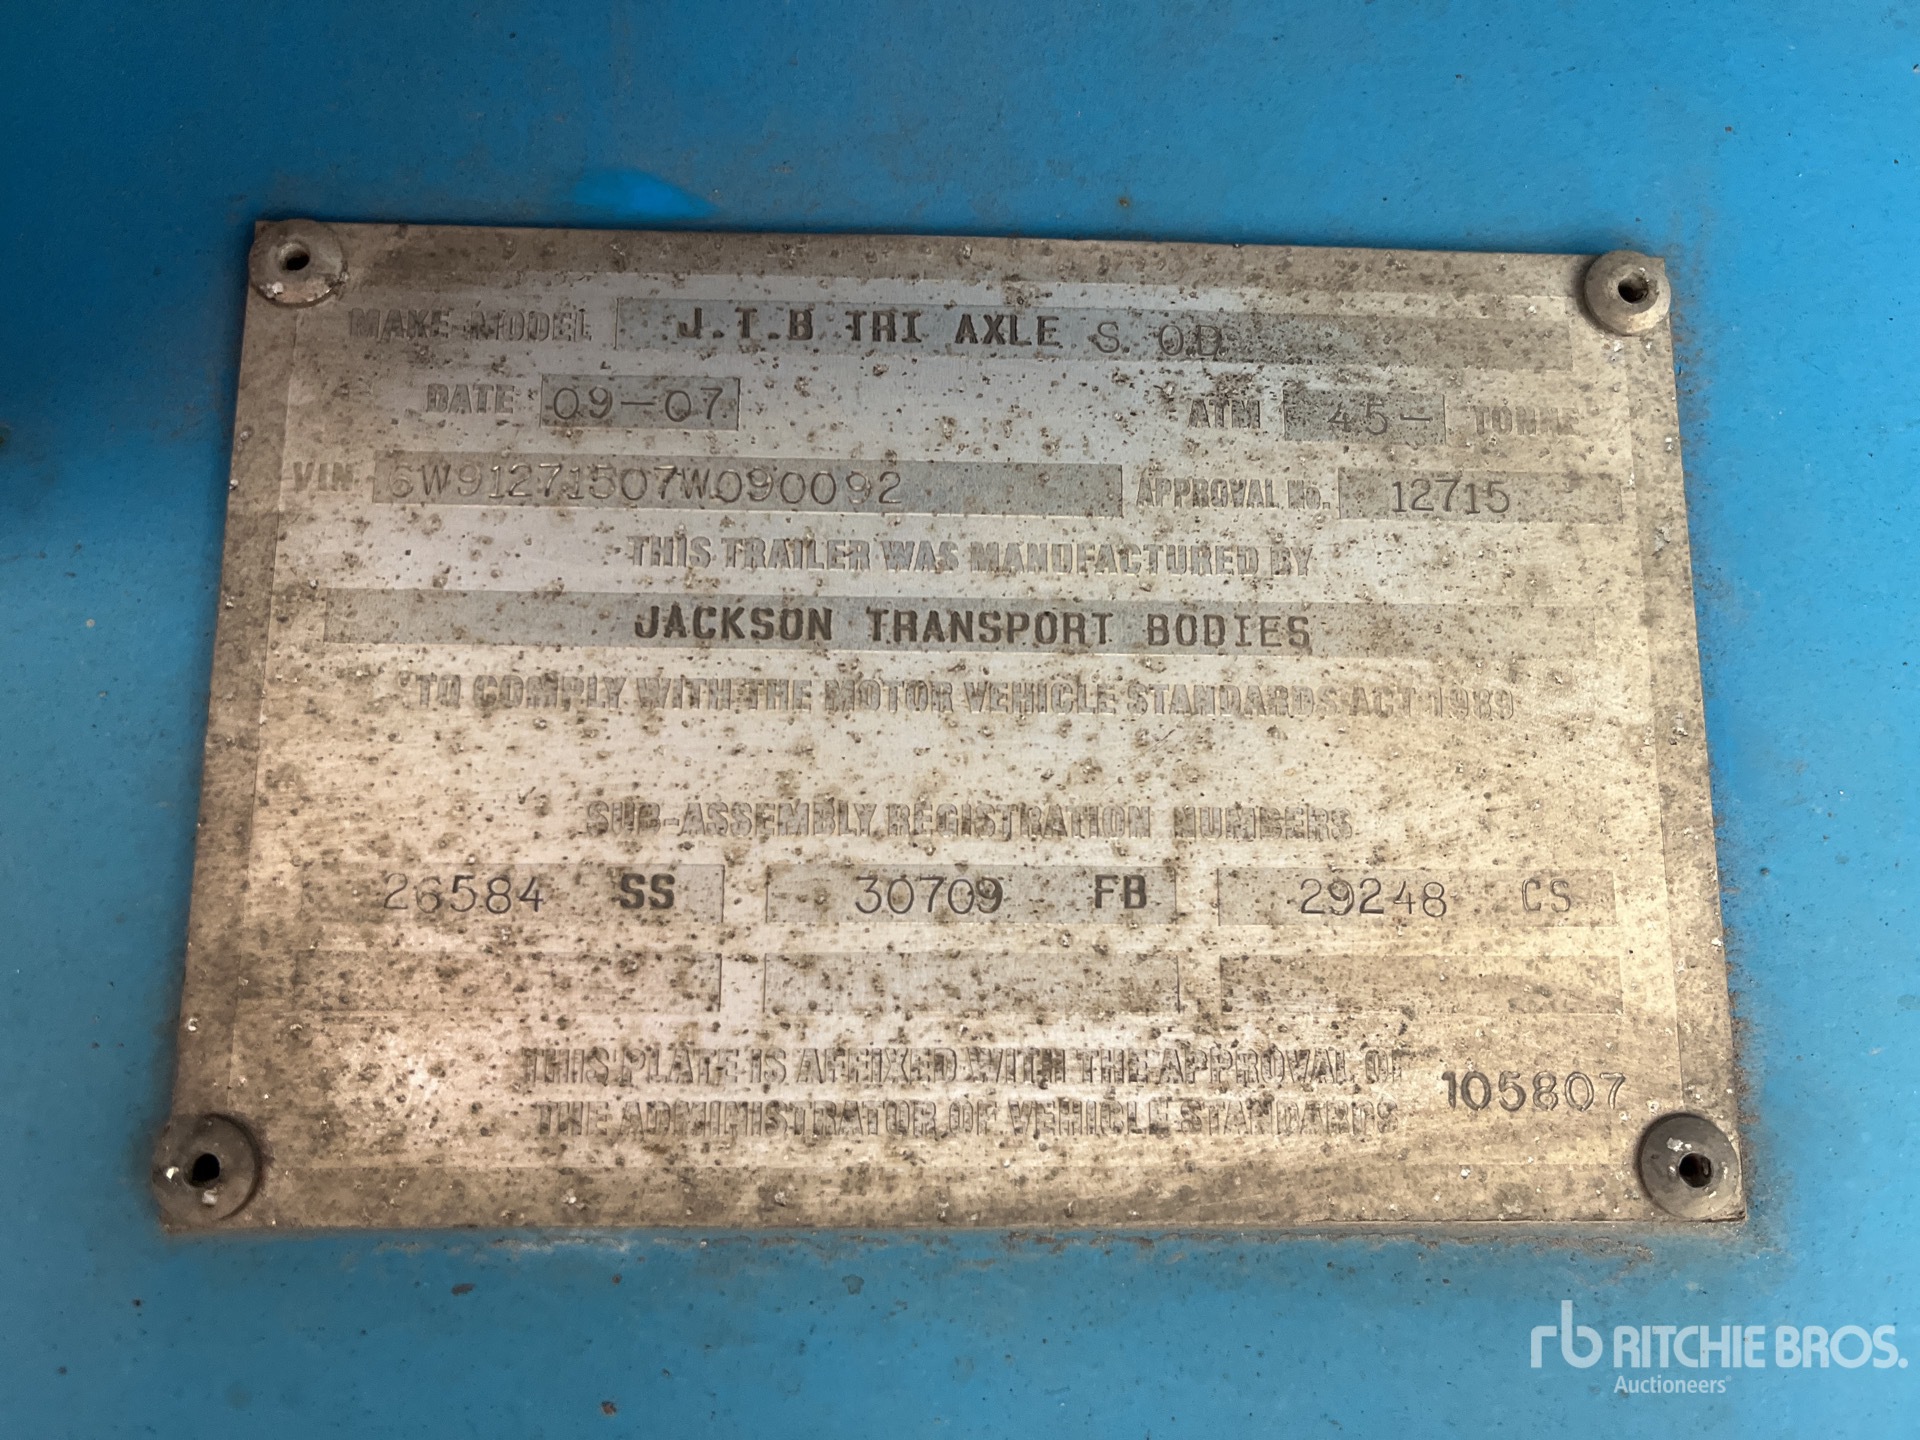 MAKE-MODEL J.T.B TRI AXLE S. OD
DATE 09-07 ATM 45- TONNE
VIN 6W91271507W090092 APPROVAL No. 12715
THIS TRAILER WAS MANUFACTURED BY
JACKSON TRANSPORT BODIES
TO COMPLY WITH THE MOTOR VEHICLE STANDARDS ACT 1989
SUB-ASSEMBLY REGISTRATION NUMBERS
26584 SS 30709 FB 29248 CS
THIS PLATE IS AFFIXED WITH THE APPROVAL OF
THE ADMINISTRATOR OF VEHICLE STANDARDS 105807
rb RITCHIE BROS.
Auctioneers